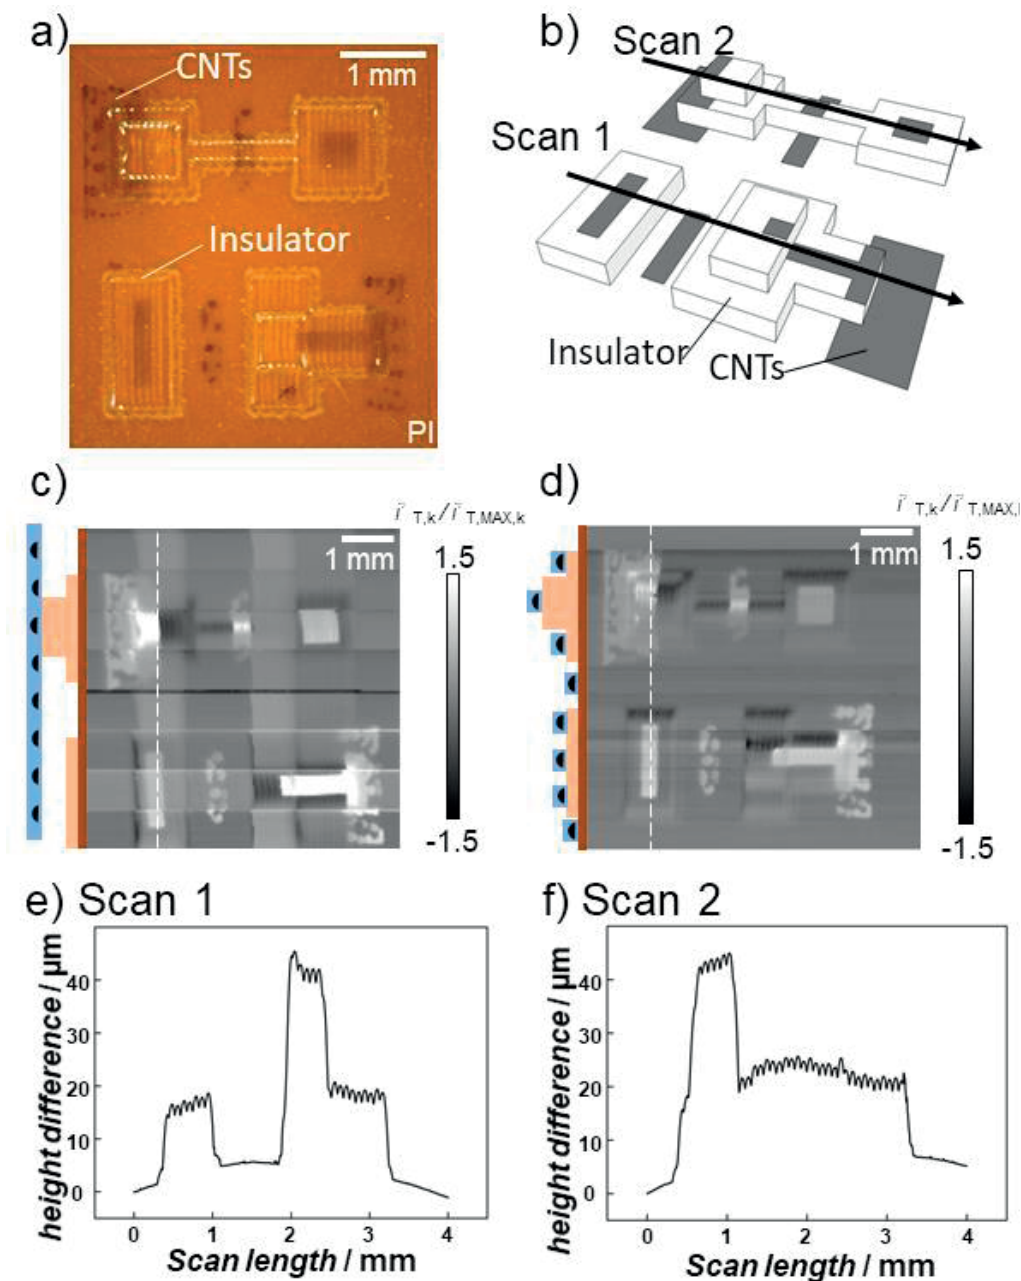 a)
CNTs
1 mm
Insulator
PI
b)
Scan 2
Scan 1
Insulator
CNTs
c)
T,k / T,MAX,k
1 mm
1.5
-1.5
d)
T,k / T,MAX,
1 mm
1.5
-1.5
e) Scan 1
height difference / µm
40
30
20
10
0
0 1 2 3 4
Scan length / mm
f) Scan 2
height difference / µm
40
30
20
10
0
0 1 2 3 4
Scan length / mm